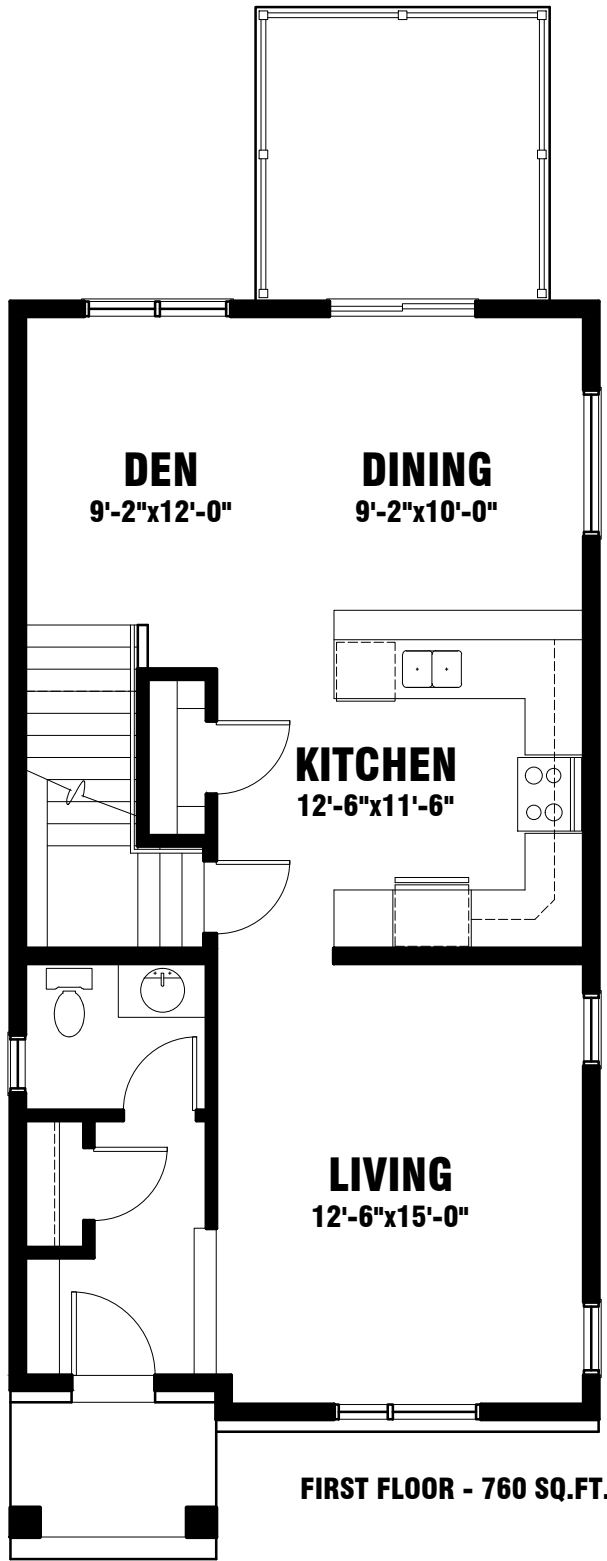 DEN
9'-2"x12'-0"
DINING
9'-2"x10'-0"
KITCHEN
12'-6"x11'-6"
LIVING
12'-6"x15'-0"
FIRST FLOOR - 760 SQ.FT.